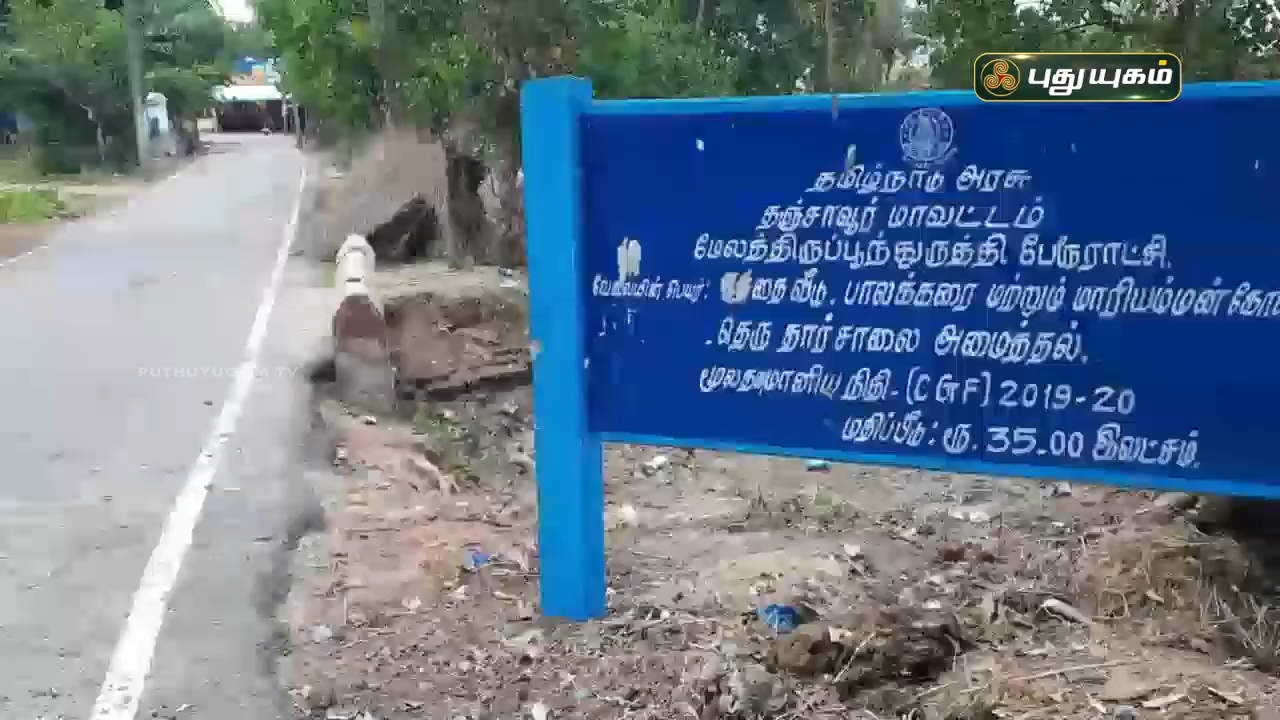 புதுயுகம்
தமிழ்நாடு அரசு
தஞ்சாவூர் மாவட்டம்
மேலத்திருப்பூந்துருத்தி பேரூராட்சி.
வேலையின் பெயர்: வீடு, பாலக்கரை மற்றும் மாரியம்மன்
தெரு தார்சாலை அமைத்தல்.
மூலதனமானிய நிதி - (CGF) 2019-20
மதிப்பீடு: ரூ. 35.00 இலட்சம்.
PUTHUYUGAM TV